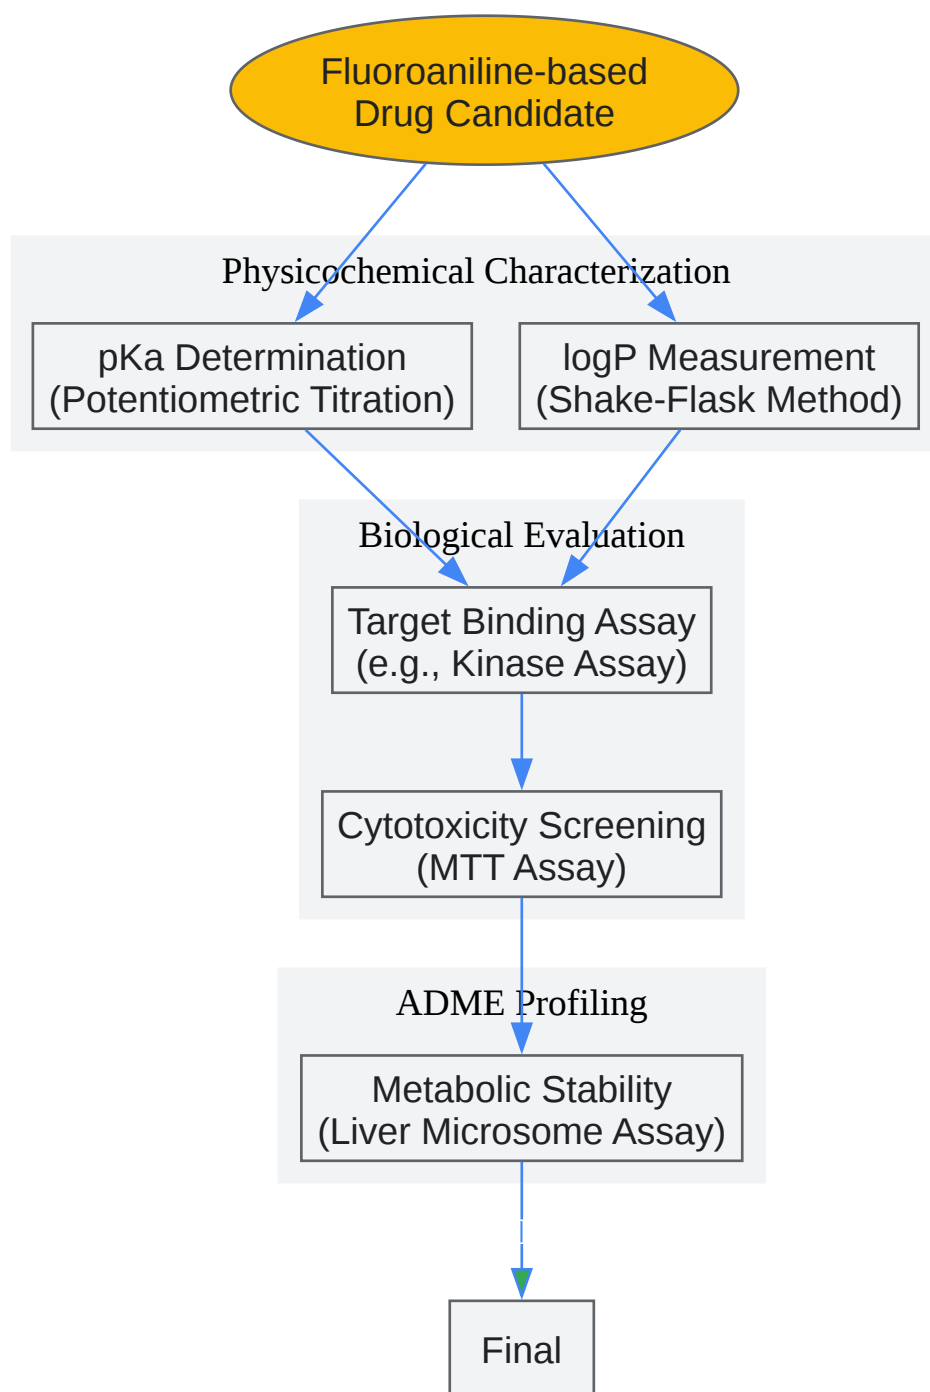 Fluoroaniline-based
Drug Candidate
Physicochemical Characterization
pKa Determination
(Potentiometric Titration)
logP Measurement
(Shake-Flask Method)
Biological Evaluation
Target Binding Assay
(e.g., Kinase Assay)
Cytotoxicity Screening
(MTT Assay)
ADME Profiling
Metabolic Stability
(Liver Microsome Assay)
Final